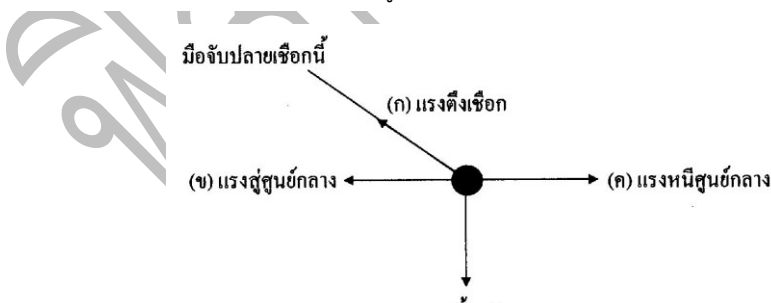 มือจับปลายเชือกนี้
(ก) แรงตึงเชือก
(ข) แรงสู่ศูนย์กลาง
(ค) แรงหนีศูนย์กลาง